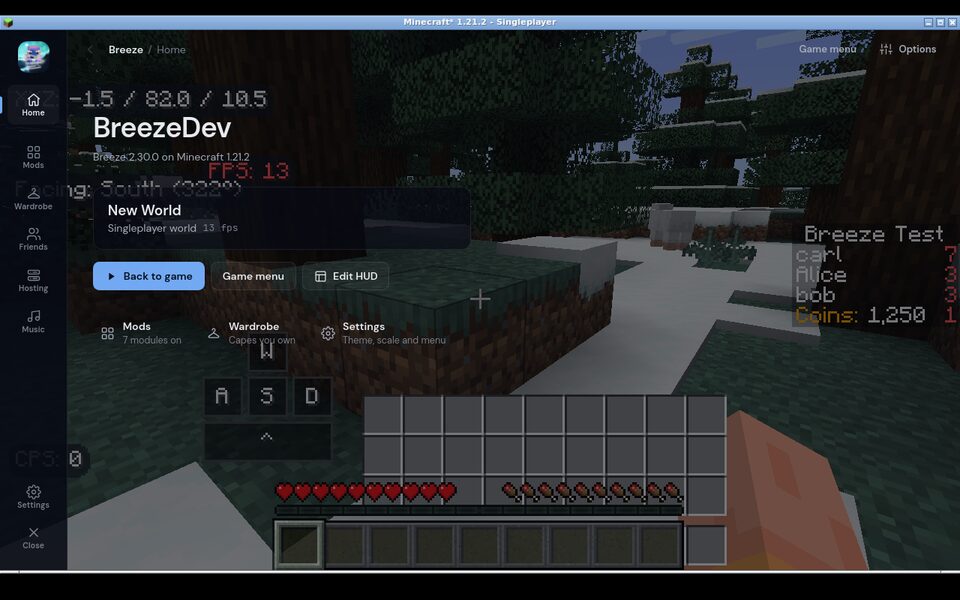 Minecraft* 1.21.2 - Singleplayer
Breeze / Home
Game menu
Options
-1.5 / 82.0 / 10.5
Home
BreezeDev
Breeze 2.30.0 on Minecraft 1.21.2
FPS: 13
Mods
Facing: South (322°)
Wardrobe
New World
Singleplayer world 13 fps
Friends
Breeze Test
carl 7
Alice 3
bob 3
Coins: 1,250 1
Hosting
Back to game
Game menu
Edit HUD
Music
Mods
7 modules on
Wardrobe
Capes you own
Settings
Theme, scale and menu
W
A S D
^
CPS: 0
Settings
Close